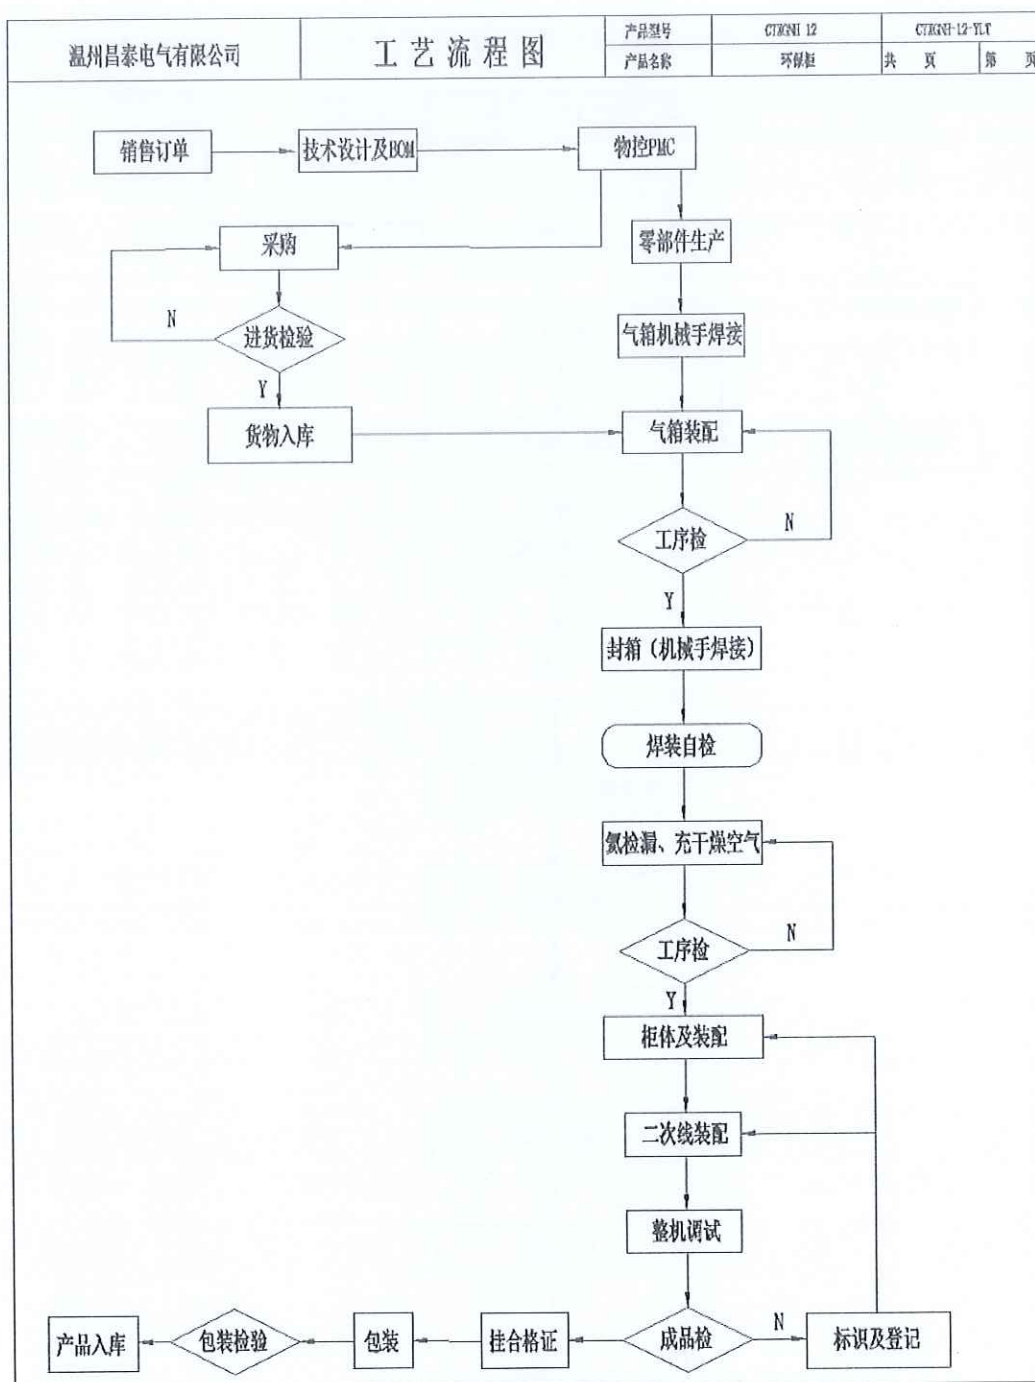 温州昌泰电气有限公司
工艺流程图
产品型号
产品名称
环保柜
共 页
第 页
销售订单
技术设计及BOM
物控PMC
采购
零部件生产
N
进货检验
气箱机械手焊接
Y
货物入库
气箱装配
工序检
N
Y
封箱(机械手焊接)
焊装自检
氦检漏、充干燥空气
工序检
N
Y
柜体及装配
二次线装配
整机调试
产品入库
包装检验
包装
挂合格证
成品检
N
标识及登记